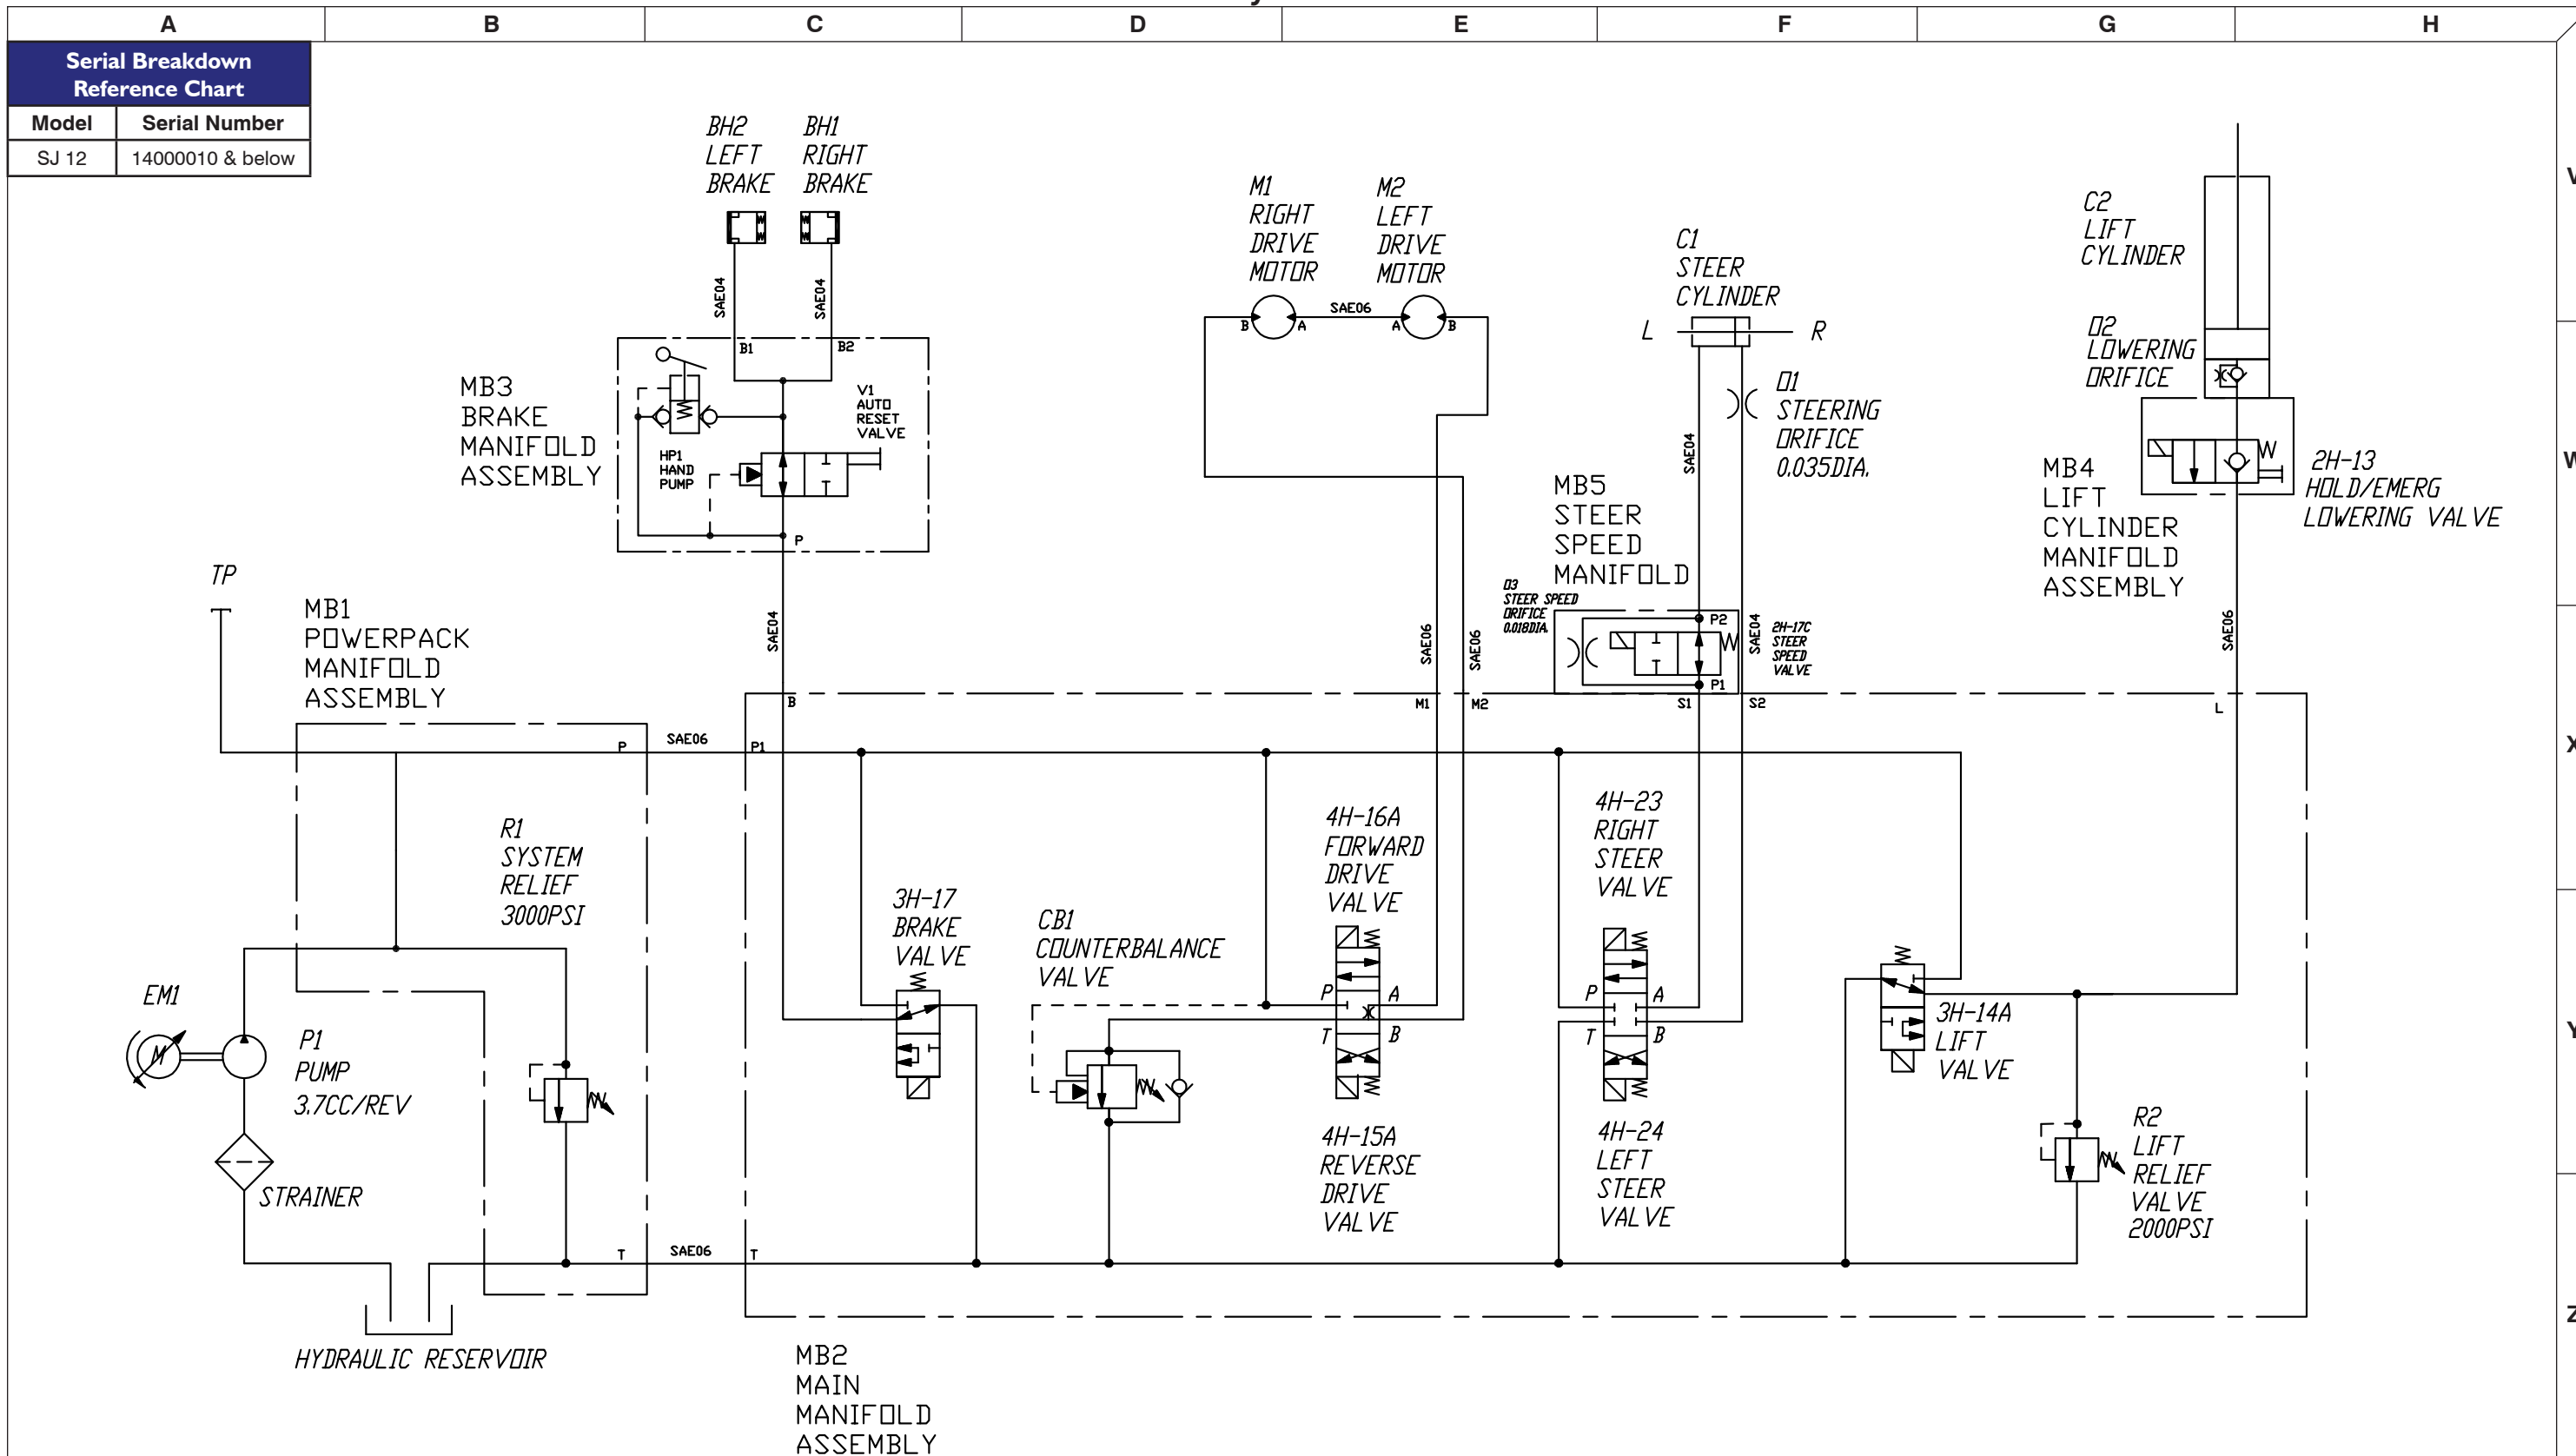 A B C D E F G H
Serial Breakdown
Reference Chart
Model Serial Number
SJ 12 14000010 & below
BH2
LEFT
BRAKE
BH1
RIGHT
BRAKE
SAE04
SAE04
B1
B2
MB3
BRAKE
MANIFOLD
ASSEMBLY
V1
AUTO
RESET
VALVE
HP1
HAND
PUMP
P
SAE04
M1
RIGHT
DRIVE
MOTOR
M2
LEFT
DRIVE
MOTOR
B
A
SAE06
A
B
C1
STEER
CYLINDER
L
R
O1
STEERING
ORIFICE
0.035DIA.
SAE04
MB5
STEER
SPEED
MANIFOLD
O3
STEER SPEED
ORIFICE
0.018DIA.
P2
P1
SAE04
2H-17C
STEER
SPEED
VALVE
C2
LIFT
CYLINDER
O2
LOWERING
ORIFICE
MB4
LIFT
CYLINDER
MANIFOLD
ASSEMBLY
2H-13
HOLD/EMERG
LOWERING VALVE
SAE06
V
W
X
Y
Z
TP
MB1
POWERPACK
MANIFOLD
ASSEMBLY
SAE06
SAE06
B
M1
M2
S1
S2
L
P
SAE06
P1
R1
SYSTEM
RELIEF
3000PSI
EM1
M
P1
PUMP
3.7CC/REV
STRAINER
HYDRAULIC RESERVOIR
T
SAE06
T
3H-17
BRAKE
VALVE
CB1
COUNTERBALANCE
VALVE
4H-16A
FORWARD
DRIVE
VALVE
P
A
T
B
4H-15A
REVERSE
DRIVE
VALVE
4H-23
RIGHT
STEER
VALVE
P
A
T
B
4H-24
LEFT
STEER
VALVE
3H-14A
LIFT
VALVE
R2
LIFT
RELIEF
VALVE
2000PSI
MB2
MAIN
MANIFOLD
ASSEMBLY